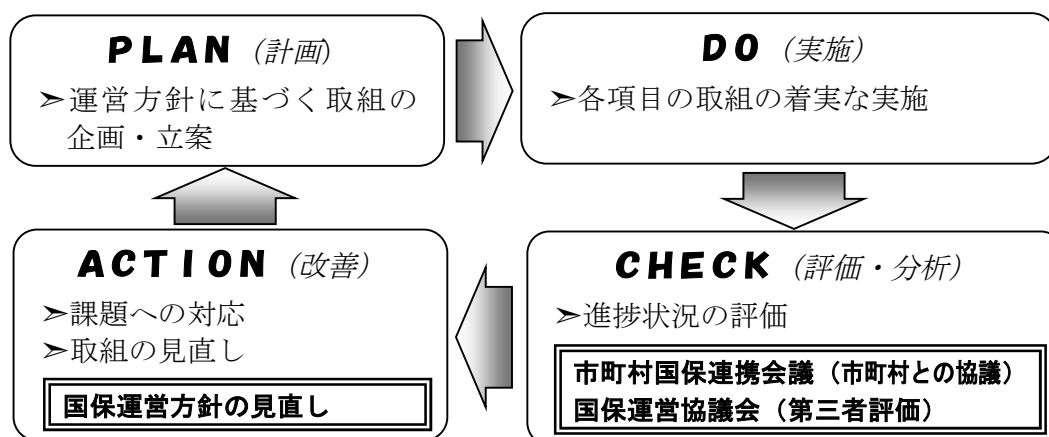 PLAN (計画)
➤運営方針に基づく取組の
企画・立案
DO (実施)
➤各項目の取組の着実な実施
ACTION (改善)
➤課題への対応
➤取組の見直し
国保運営方針の見直し
CHECK (評価・分析)
➤進捗状況の評価
市町村国保連携会議（市町村との協議）
国保運営協議会（第三者評価）